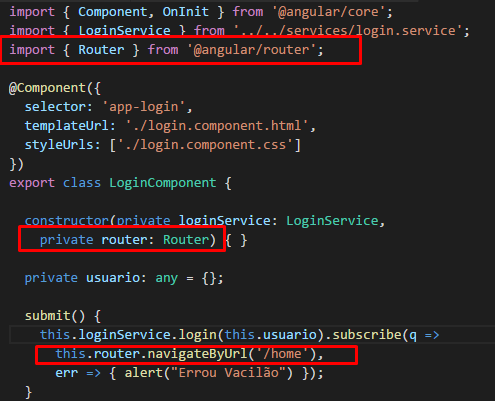 import { Component, OnInit } from '@angular/core';
import { LoginService } from '../../services/login.service';
import { Router } from '@angular/router';
@Component({
selector: 'app-login',
templateUrl: './login.component.html',
styleUrls: ['./login.component.css']
})
export class LoginComponent {
constructor(private loginService: LoginService,
private router: Router) { }
private usuario: any = {};
submit() {
this.loginService.login(this.usuario).subscribe(q =>
this.router.navigateByUrl('/home'),
err => { alert("Errou Vacilão") });
}